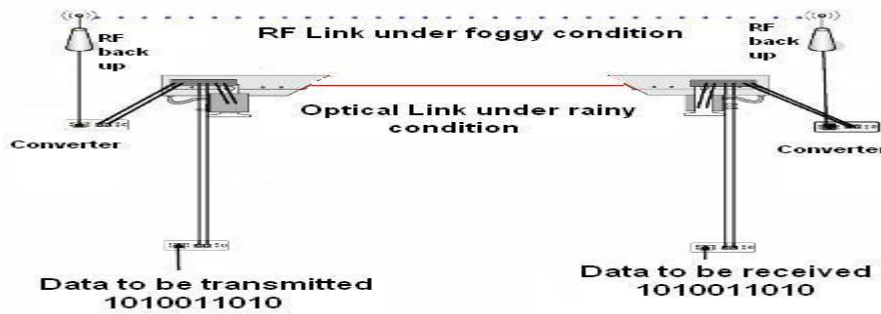 RF Link under foggy condition
RF
back
up
RF
back
up
Optical Link under rainy
condition
Converter
Converter
Data to be transmitted
1010011010
Data to be received
1010011010